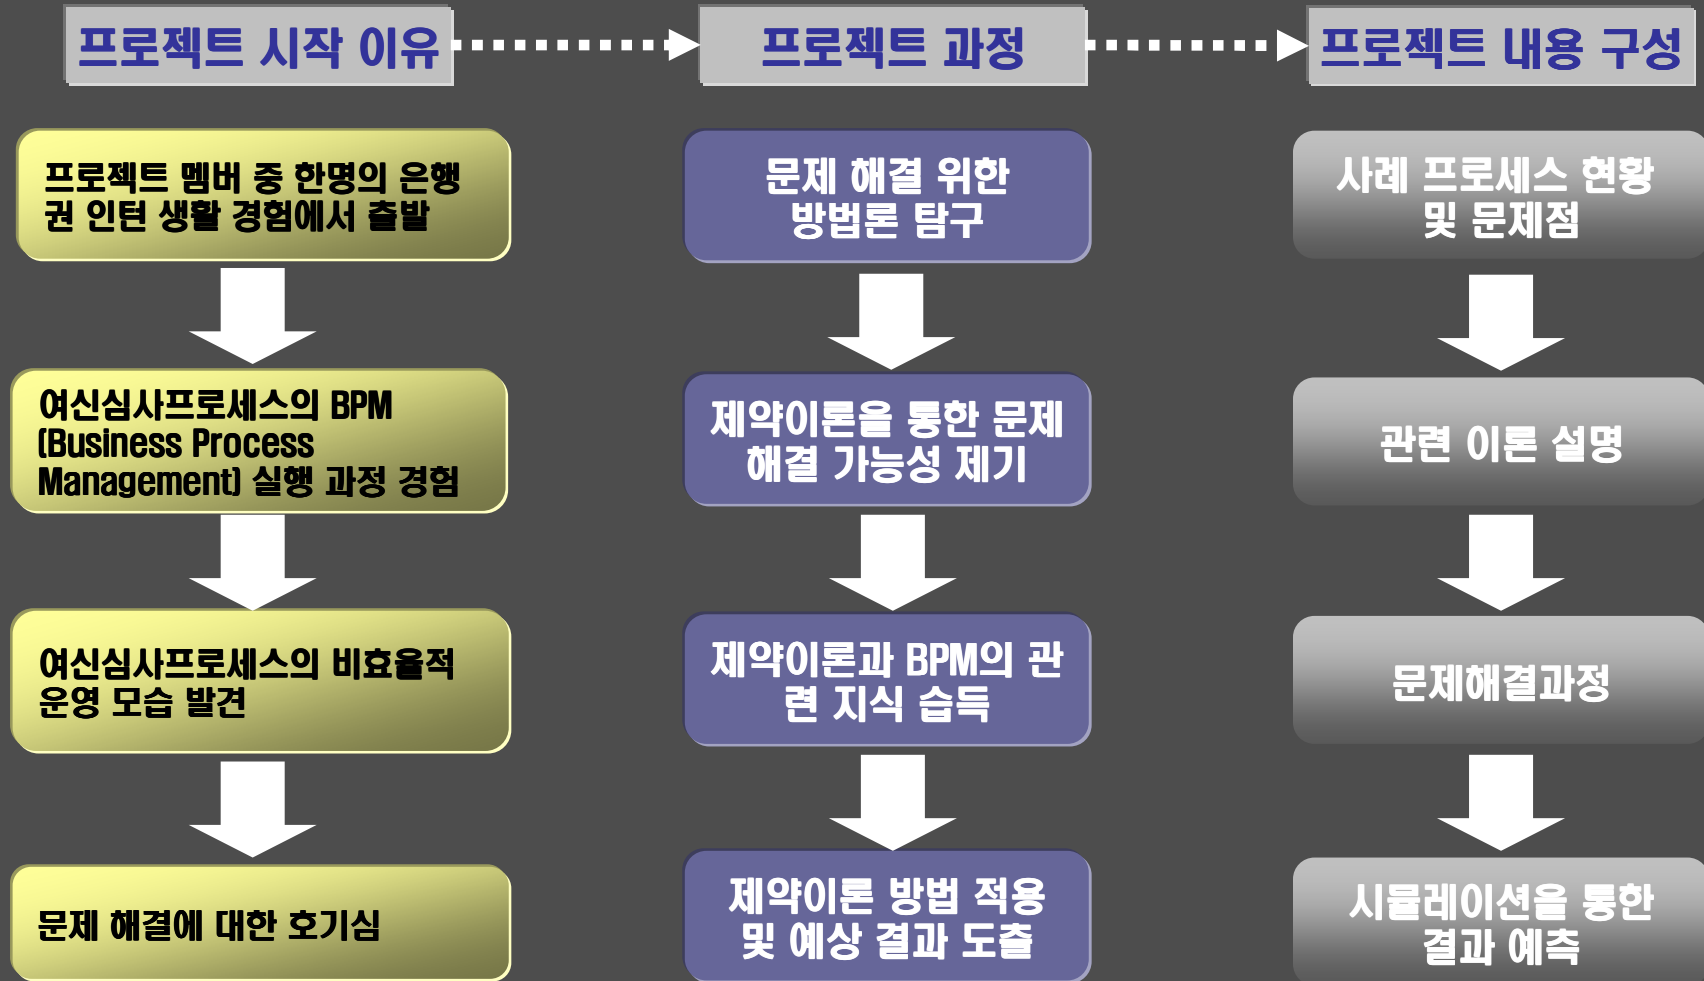 프로젝트 시작 이유
프로젝트 과정
프로젝트 내용 구성
프로젝트 멤버 중 한명의 은행
권 인턴 생활 경험에서 출발
여신심사프로세스의 BPM
(Business Process
Management) 실행 과정 경험
여신심사프로세스의 비효율적
운영 모습 발견
문제 해결에 대한 호기심
문제 해결 위한
방법론 탐구
제약이론을 통한 문제
해결 가능성 제기
제약이론과 BPM의 관
련 지식 습득
제약이론 방법 적용
및 예상 결과 도출
사례 프로세스 현황
및 문제점
관련 이론 설명
문제해결과정
시뮬레이션을 통한
결과 예측